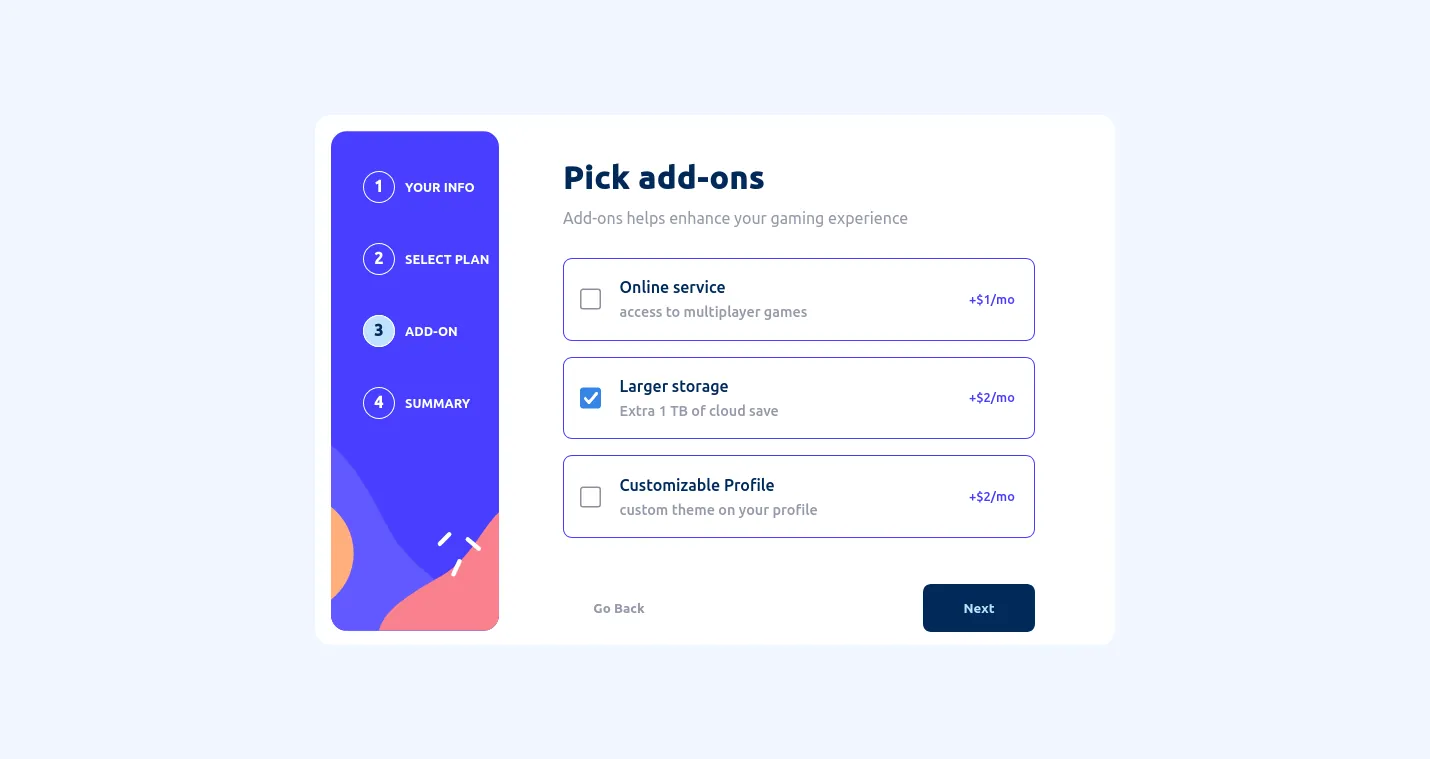 1 YOUR INFO
2 SELECT PLAN
3 ADD-ON
4 SUMMARY
Pick add-ons
Add-ons helps enhance your gaming experience
Online service
access to multiplayer games
+$1/mo
Larger storage
Extra 1 TB of cloud save
+$2/mo
Customizable Profile
custom theme on your profile
+$2/mo
Go Back
Next